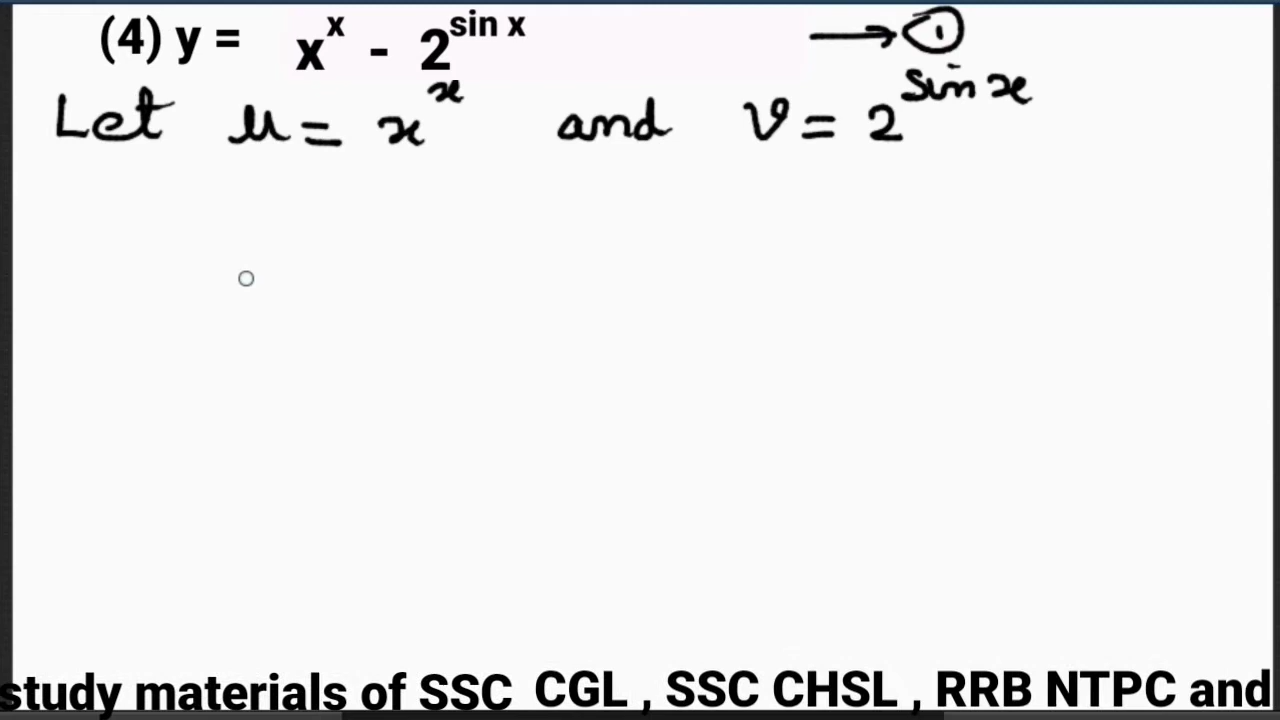 (4) y = x^x - 2^sin x → ①
Let u = x^x and v = 2^sin x
study materials of SSC CGL , SSC CHSL , RRB NTPC and